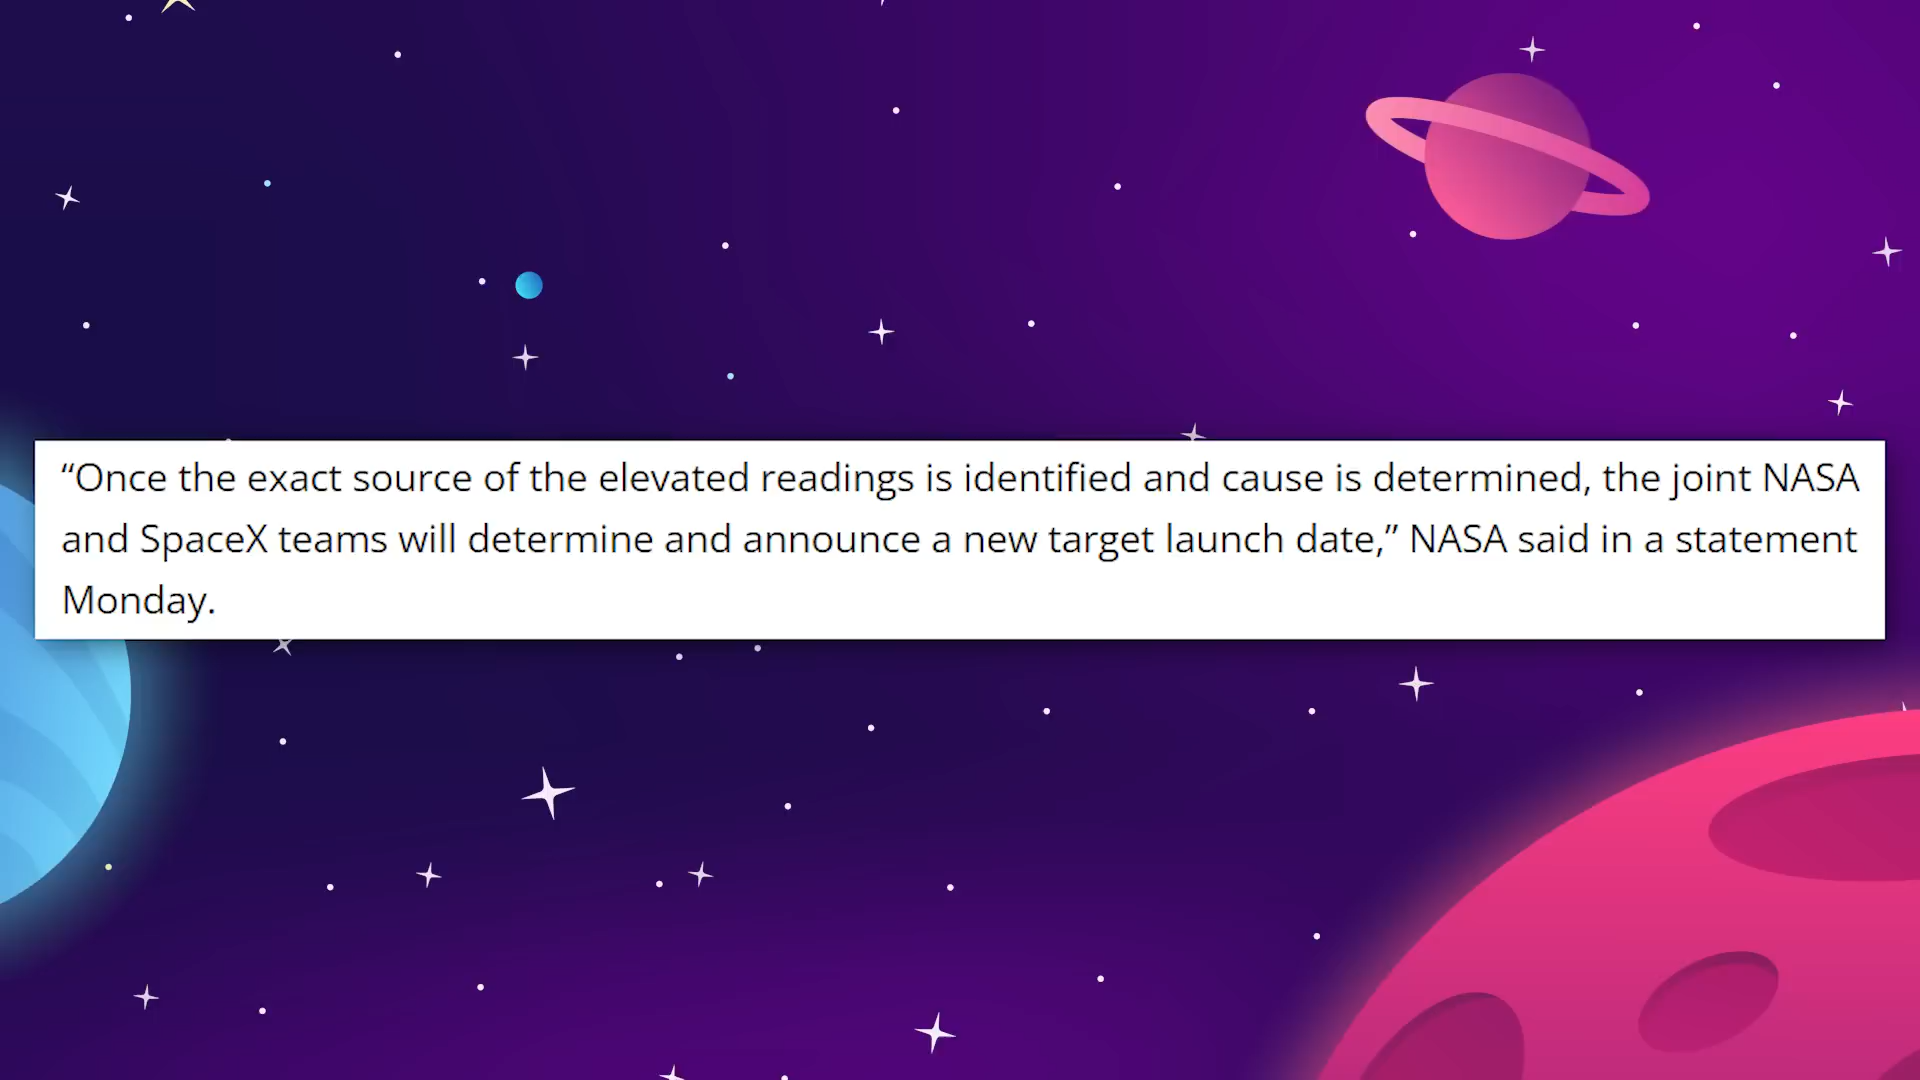 “Once the exact source of the elevated readings is identified and cause is determined, the joint NASA
and SpaceX teams will determine and announce a new target launch date,” NASA said in a statement
Monday.